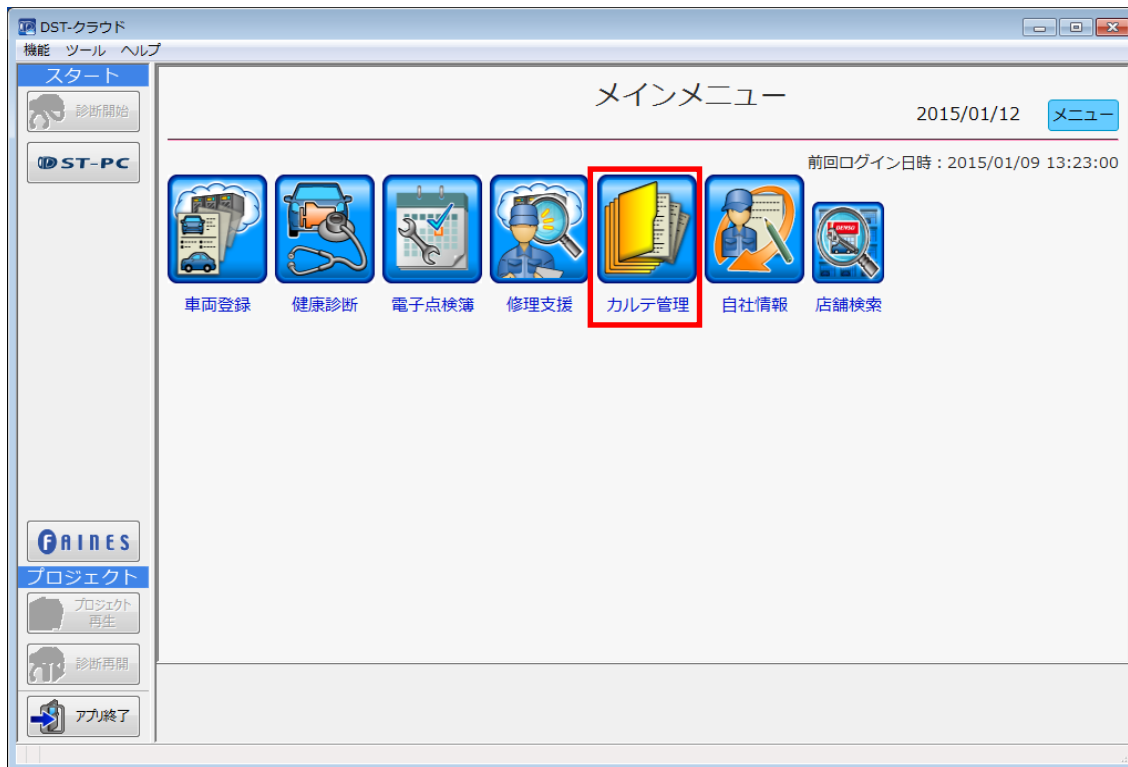 DST-クラウド
機能 ツール ヘルプ
スタート
診断開始
DST-PC
メインメニュー
2015/01/12
メニュー
前回ログイン日時：2015/01/09 13:23:00
DENSO
車両登録 健康診断 電子点検簿 修理支援 カルテ管理 自社情報 店舗検索
FAINES
プロジェクト
プロジェクト
再生
診断再開
アプリ終了